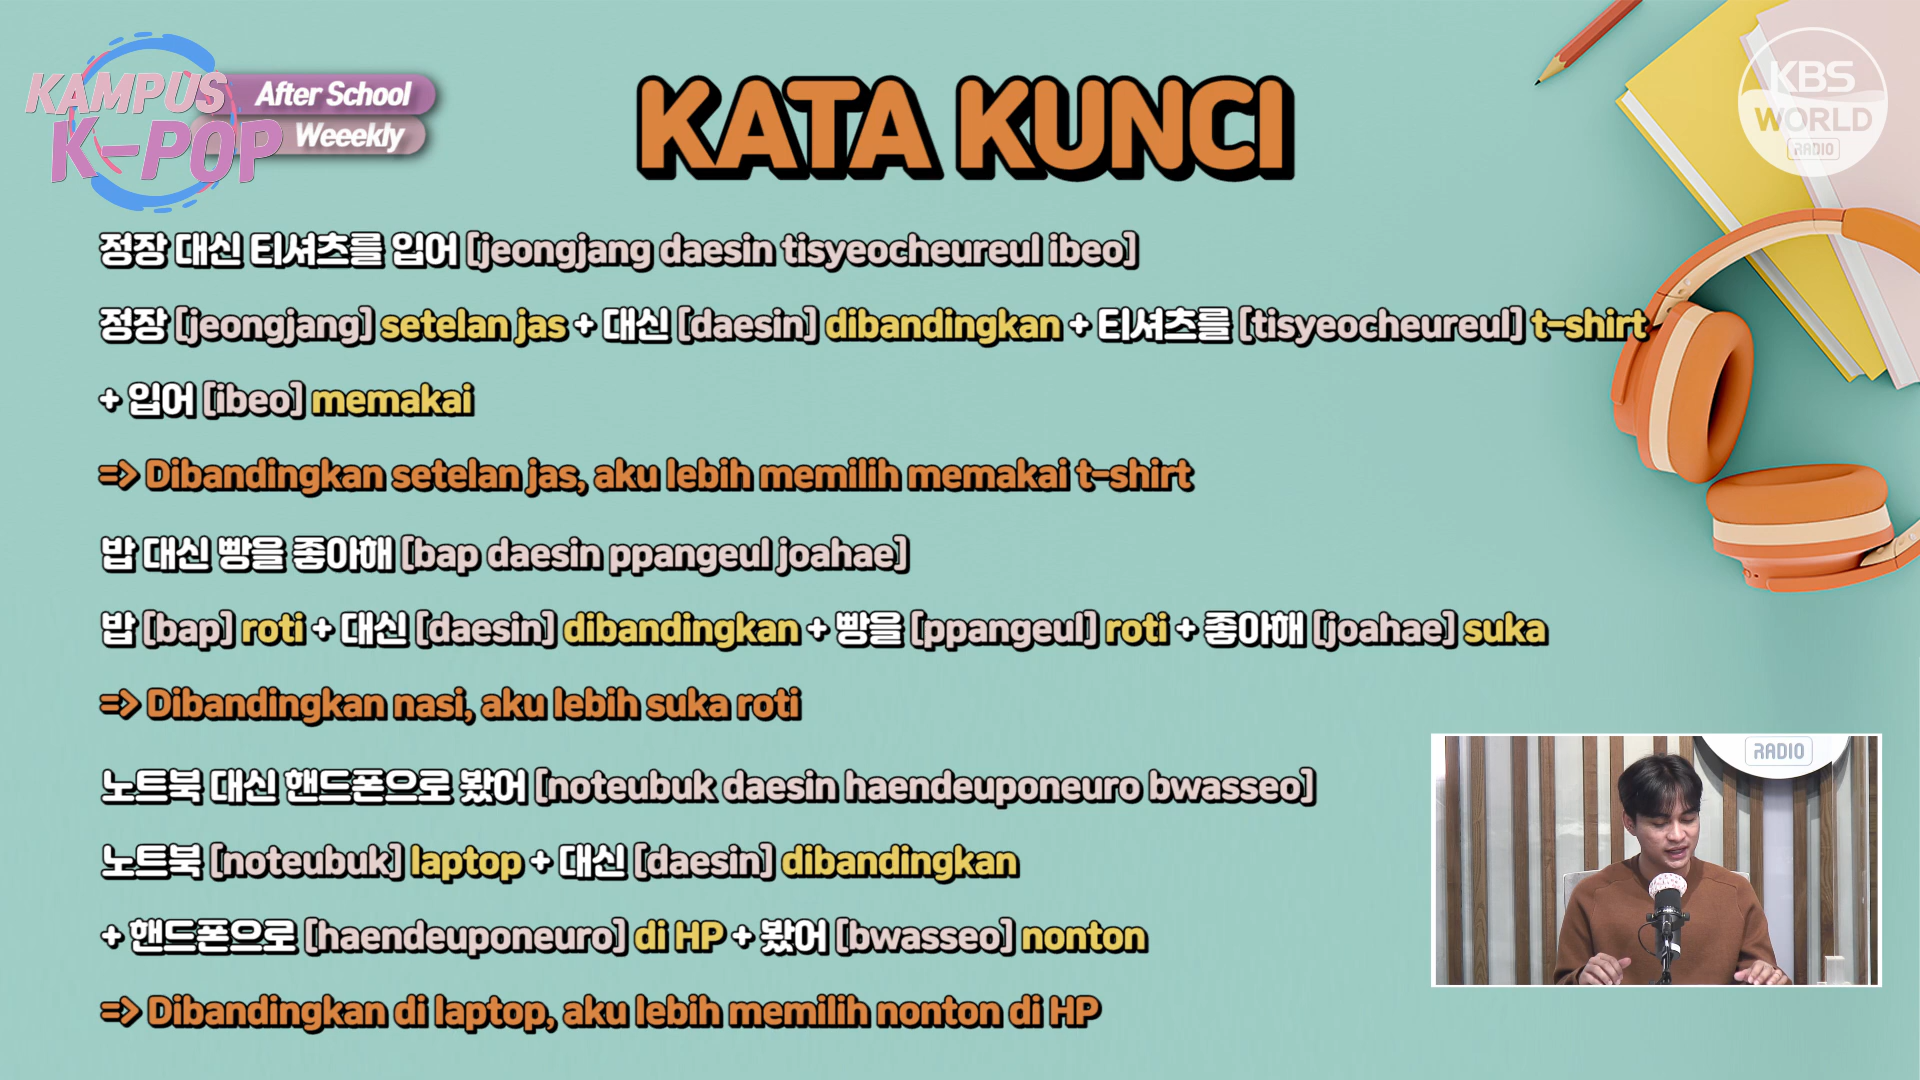 KAMPUS
K-POP
After School
Weeekly
KATA KUNCI
KBS
WORLD
RADIO
정장 대신 티셔츠를 입어 [jeongjang daesin tisyeocheureul ibeo]
정장 [jeongjang] setelan jas + 대신 [daesin] dibandingkan + 티셔츠를 [tisyeocheureul] t-shirt
+ 입어 [ibeo] memakai
=> Dibandingkan setelan jas, aku lebih memilih memakai t-shirt
밥 대신 빵을 좋아해 [bap daesin ppangeul joahae]
밥 [bap] roti + 대신 [daesin] dibandingkan + 빵을 [ppangeul] roti + 좋아해 [joahae] suka
=> Dibandingkan nasi, aku lebih suka roti
노트북 대신 핸드폰으로 봤어 [noteubuk daesin haendeuponeuro bwasseo]
노트북 [noteubuk] laptop + 대신 [daesin] dibandingkan
+ 핸드폰으로 [haendeuponeuro] di HP + 봤어 [bwasseo] nonton
=> Dibandingkan di laptop, aku lebih memilih nonton di HP
RADIO